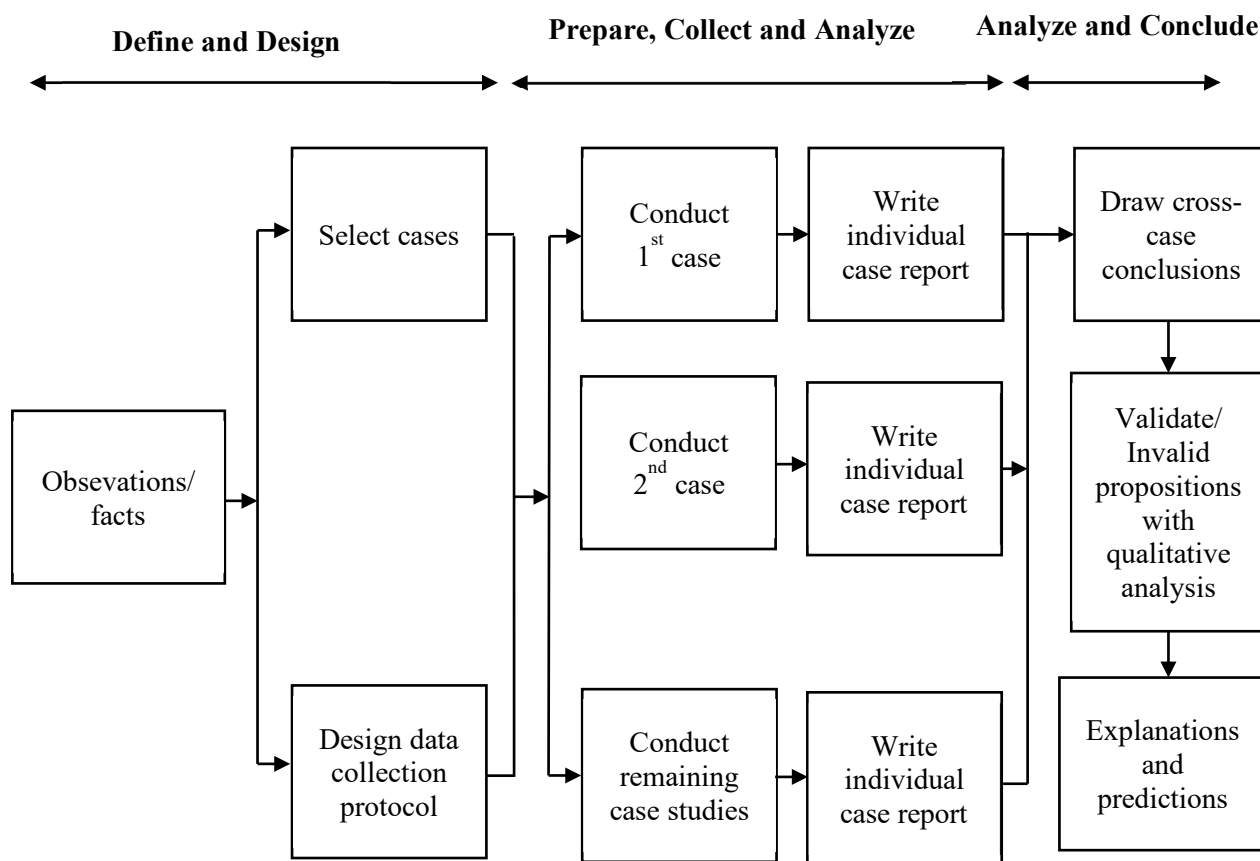 Define and Design
Prepare, Collect and Analyze
Analyze and Conclude
Select cases
Conduct
1st case
Write
individual
case report
Draw cross-
case
conclusions
Obsevations/
facts
Conduct
2nd case
Write
individual
case report
Validate/
Invalid
propositions
with
qualitative
analysis
Design data
collection
protocol
Conduct
remaining
case studies
Write
individual
case report
Explanations
and
predictions